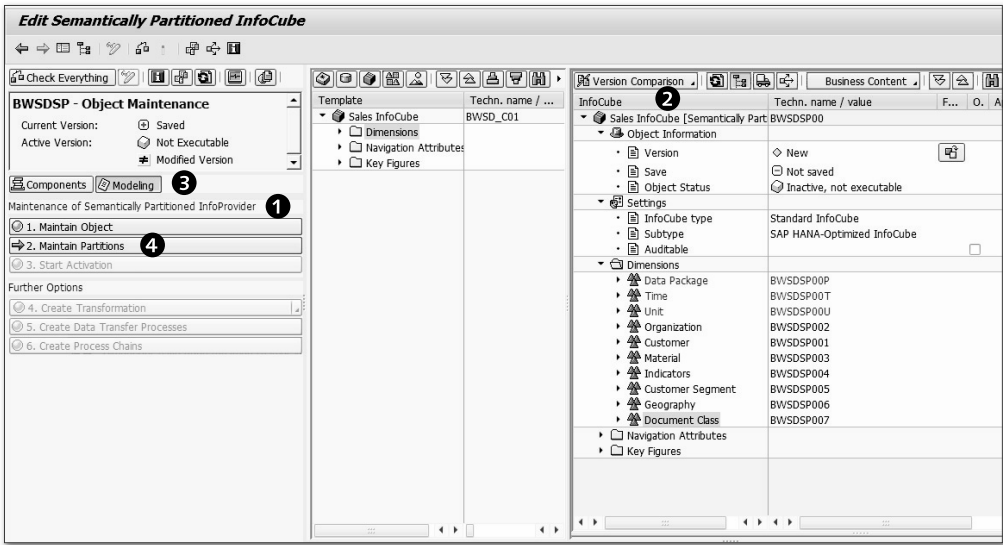 Edit Semantically Partitioned InfoCube
Check Everything
BWSDSP - Object Maintenance
Current Version: Saved
Active Version: Not Executable
Modified Version
Components Modeling 3
Maintenance of Semantically Partitioned InfoProvider 1
1. Maintain Object
2. Maintain Partitions 4
3. Start Activation
Further Options
4. Create Transformation
5. Create Data Transfer Processes
6. Create Process Chains
Template Techn. name / ...
Sales InfoCube BWSD_C01
Dimensions
Navigation Attributes
Key Figures
Version Comparison Business Content
InfoCube 2 Techn. name / value F... O. A
Sales InfoCube [Semantically Part BWSDSP00
Object Information
Version New
Save Not saved
Object Status Inactive, not executable
Settings
InfoCube type Standard InfoCube
Subtype SAP HANA-Optimized InfoCube
Auditable
Dimensions
Data Package BWSDSP00P
Time BWSDSP00T
Unit BWSDSP00U
Organization BWSDSP002
Customer BWSDSP001
Material BWSDSP003
Indicators BWSDSP004
Customer Segment BWSDSP005
Geography BWSDSP006
Document Class BWSDSP007
Navigation Attributes
Key Figures